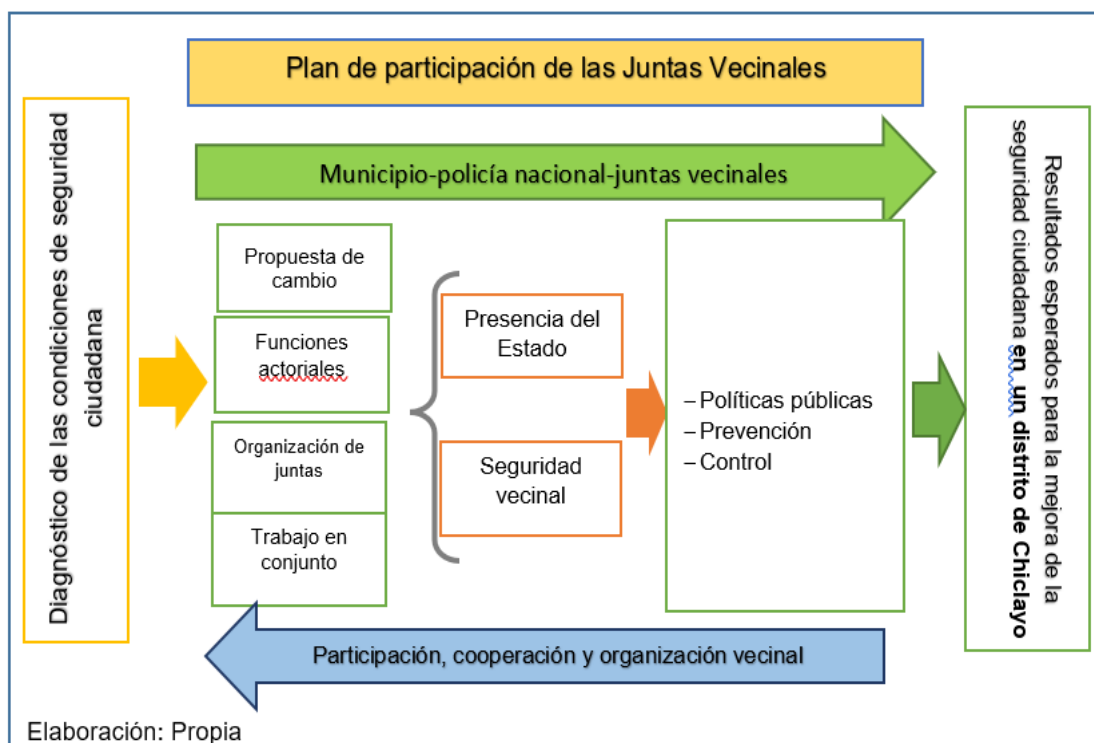 Plan de participación de las Juntas Vecinales
Municipio-policía nacional-juntas vecinales
Diagnóstico de las condiciones de seguridad
ciudadana
Propuesta de
cambio
Funciones
actoriales
Organización de
juntas
Trabajo en
conjunto
Presencia del
Estado
Seguridad
vecinal
– Políticas públicas
– Prevención
– Control
Resultados esperados para la mejora de la
seguridad ciudadana en un distrito de Chiclayo
Participación, cooperación y organización vecinal
Elaboración: Propia